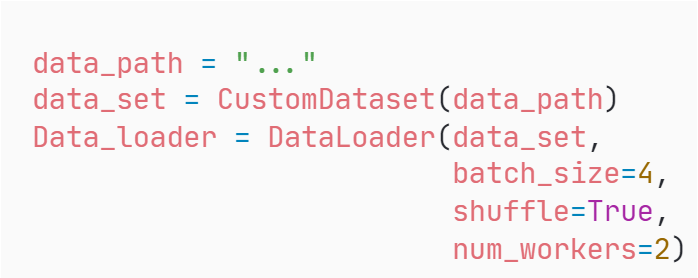 data_path = "..."
data_set = CustomDataset(data_path)
Data_loader = DataLoader(data_set,
batch_size=4,
shuffle=True,
num_workers=2)